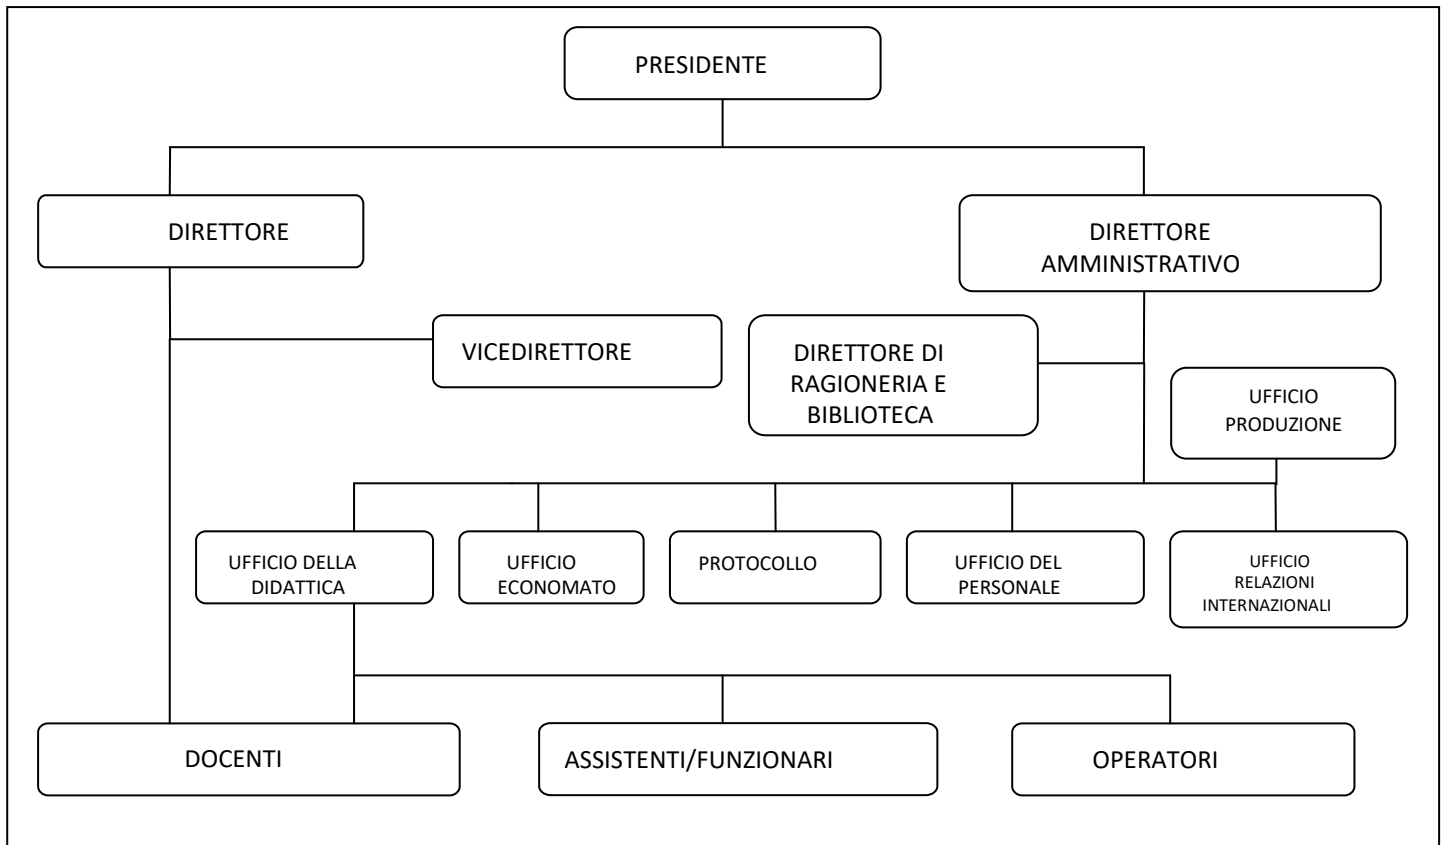 PRESIDENTE
DIRETTORE
DIRETTORE
AMMINISTRATIVO
VICEDIRETTORE
DIRETTORE DI
RAGIONERIA E
BIBLIOTECA
UFFICIO
PRODUZIONE
UFFICIO DELLA
DIDATTICA
UFFICIO
ECONOMATO
PROTOCOLLO
UFFICIO DEL
PERSONALE
UFFICIO
RELAZIONI
INTERNAZIONALI
DOCENTI
ASSISTENTI/FUNZIONARI
OPERATORI